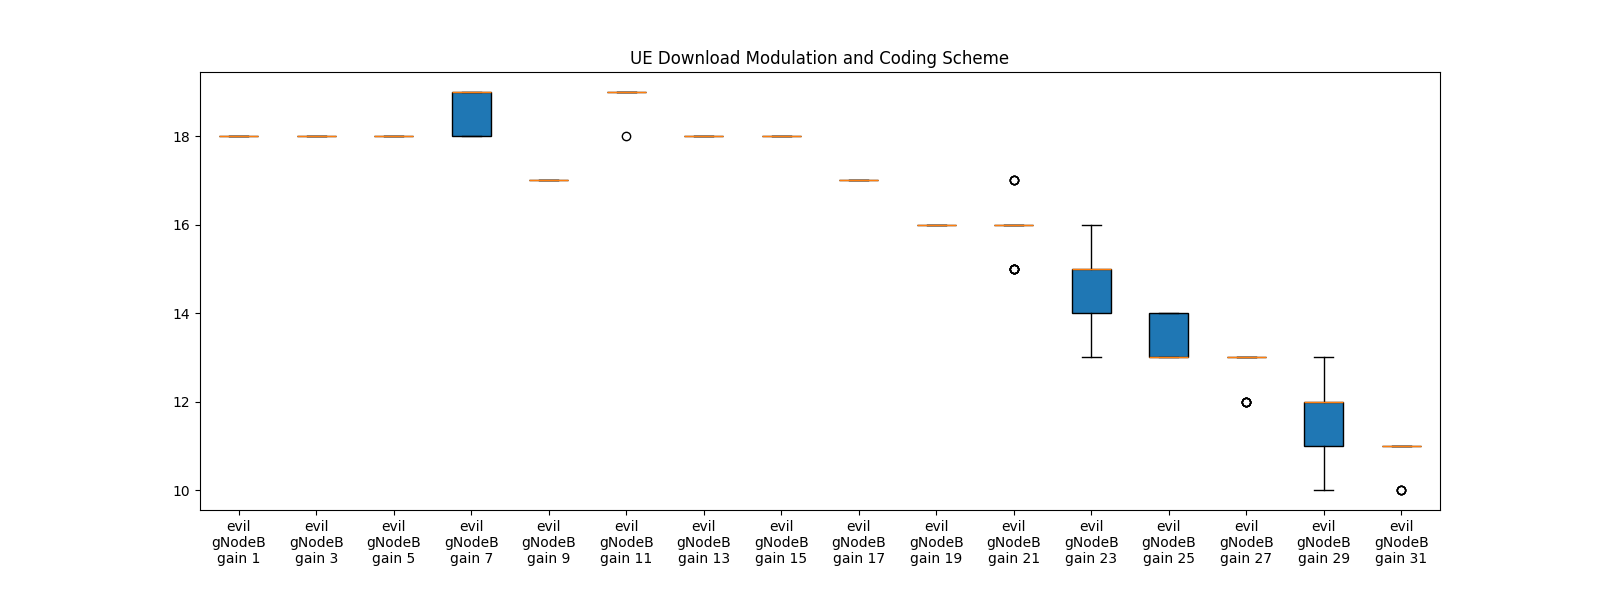 UE Download Modulation and Coding Scheme
18
16
14
12
10
evil
gNodeB
gain 1
evil
gNodeB
gain 3
evil
gNodeB
gain 5
evil
gNodeB
gain 7
evil
gNodeB
gain 9
evil
gNodeB
gain 11
evil
gNodeB
gain 13
evil
gNodeB
gain 15
evil
gNodeB
gain 17
evil
gNodeB
gain 19
evil
gNodeB
gain 21
evil
gNodeB
gain 23
evil
gNodeB
gain 25
evil
gNodeB
gain 27
evil
gNodeB
gain 29
evil
gNodeB
gain 31